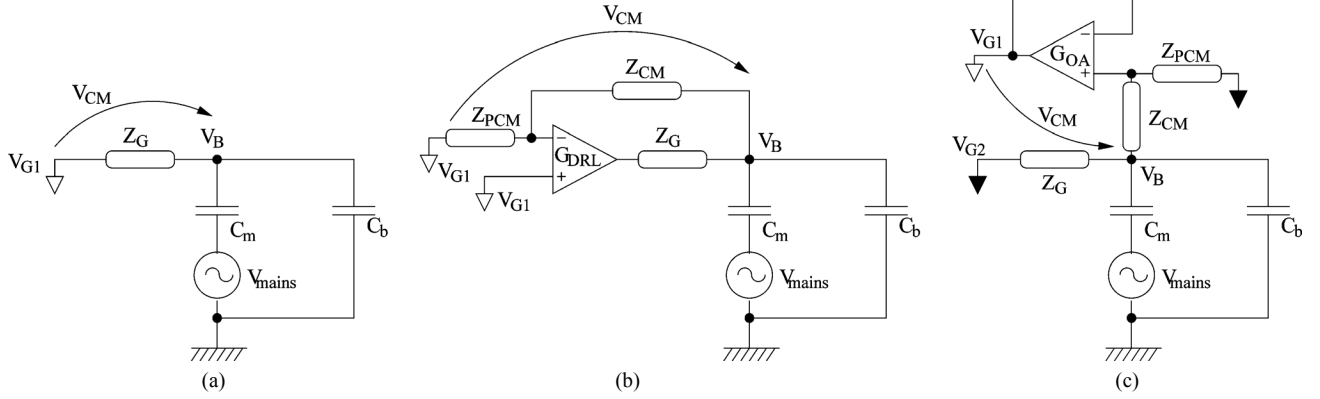 V_CM
Z_G
V_B
V_G1
C_m
C_b
V_mains
(a)
V_CM
Z_CM
Z_PCM
−
G_DRL
+
Z_G
V_B
V_G1
V_G1
C_m
C_b
V_mains
(b)
V_G1
−
G_OA
+
Z_PCM
V_CM
Z_CM
V_G2
Z_G
V_B
C_m
C_b
V_mains
(c)